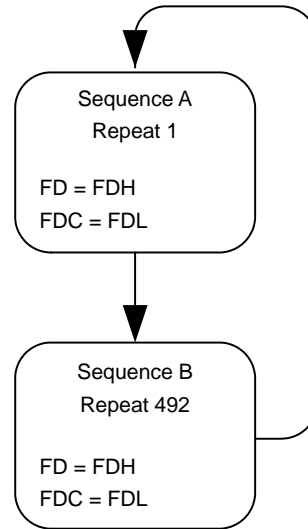 Sequence A
Repeat 1
FD = FDH
FDC = FDL
Sequence B
Repeat 492
FD = FDH
FDC = FDL